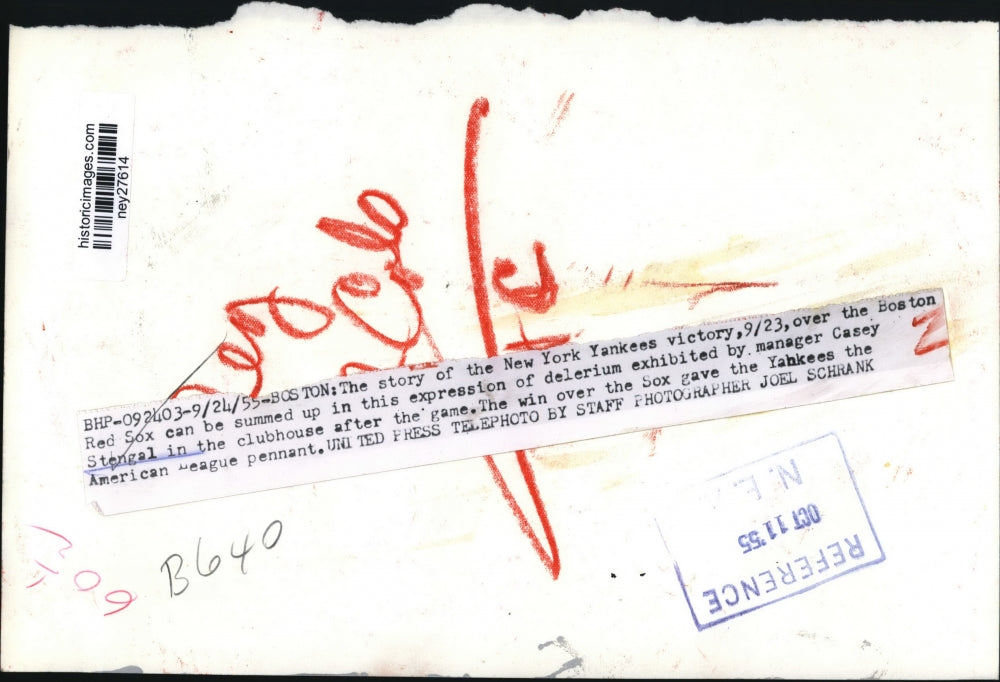 historicimages.com
ney27614
BHP-092403-9/24/55-BOSTON:The story of the New York Yankees victory,9/23,over the Boston
Red Sox can be summed up in this expression of delerium exhibited by manager Casey
Stengal in the clubhouse after the game.The win over the Sox gave the Yahkees the
American League pennant.UNITED PRESS TELEPHOTO BY STAFF PHOTOGRAPHER JOEL SCHRANK
B640
REFERENCE
OCT 11 '55
N. E.